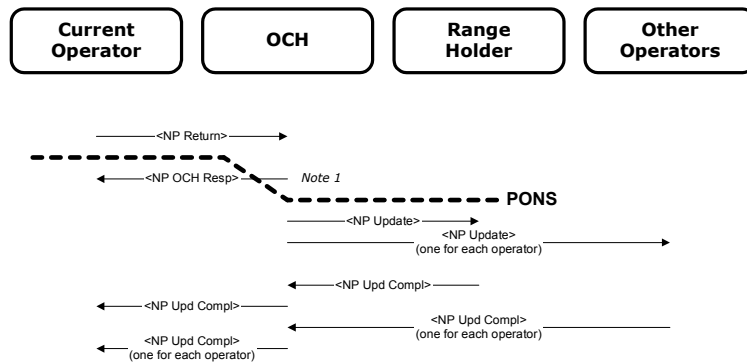 Current
Operator
OCH
Range
Holder
Other
Operators
<NP Return>
<NP OCH Resp>
Note 1
PONS
<NP Update>
<NP Update>
(one for each operator)
<NP Upd Compl>
<NP Upd Compl>
<NP Upd Compl>
(one for each operator)
<NP Upd Compl>
(one for each operator)